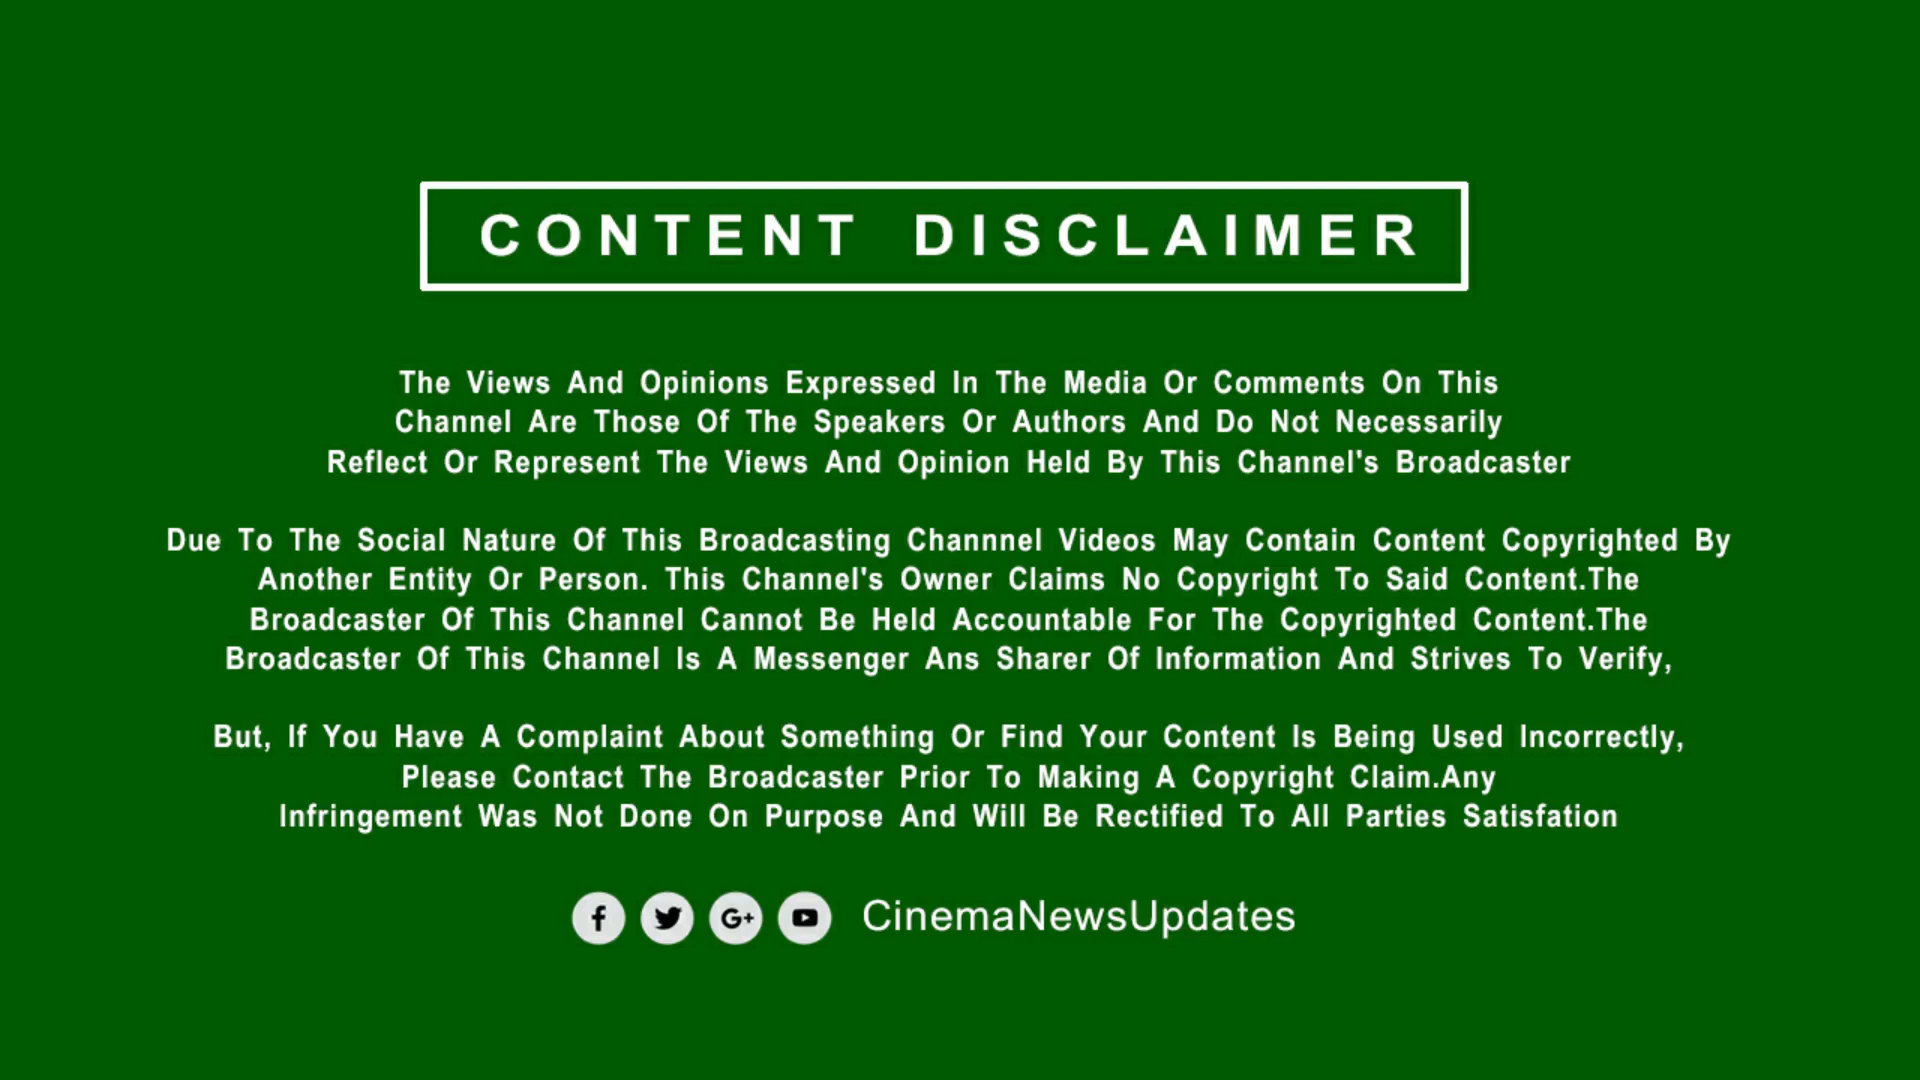 CONTENT DISCLAIMER
The Views And Opinions Expressed In The Media Or Comments On This
Channel Are Those Of The Speakers Or Authors And Do Not Necessarily
Reflect Or Represent The Views And Opinion Held By This Channel's Broadcaster
Due To The Social Nature Of This Broadcasting Channnel Videos May Contain Content Copyrighted By
Another Entity Or Person. This Channel's Owner Claims No Copyright To Said Content.The
Broadcaster Of This Channel Cannot Be Held Accountable For The Copyrighted Content.The
Broadcaster Of This Channel Is A Messenger Ans Sharer Of Information And Strives To Verify,
But, If You Have A Complaint About Something Or Find Your Content Is Being Used Incorrectly,
Please Contact The Broadcaster Prior To Making A Copyright Claim.Any
Infringement Was Not Done On Purpose And Will Be Rectified To All Parties Satisfation
f G+ CinemaNewsUpdates